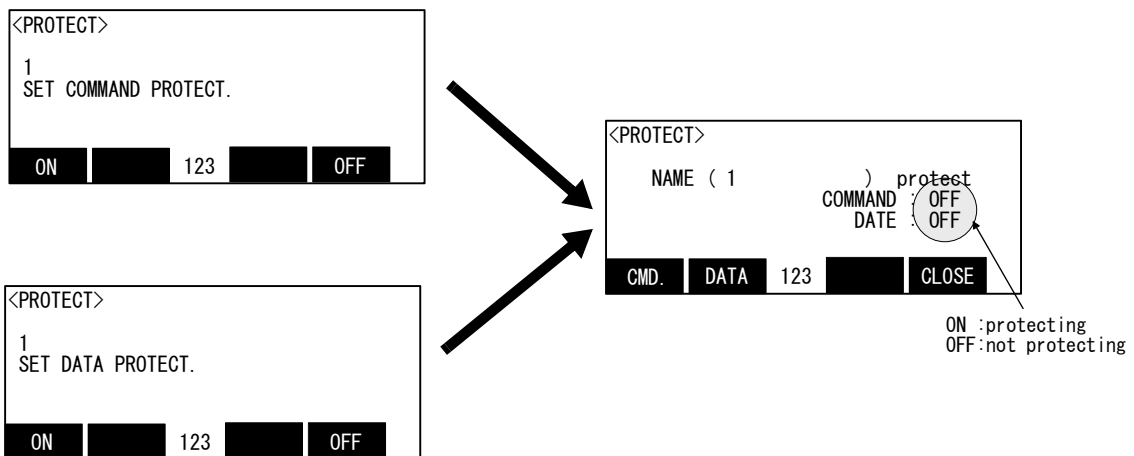 <PROTECT>
1
SET COMMAND PROTECT.
ON 123 OFF
<PROTECT>
NAME ( 1 ) protect
COMMAND : OFF
DATE : OFF
CMD. DATA 123 CLOSE
ON :protecting
OFF:not protecting
<PROTECT>
1
SET DATA PROTECT.
ON 123 OFF